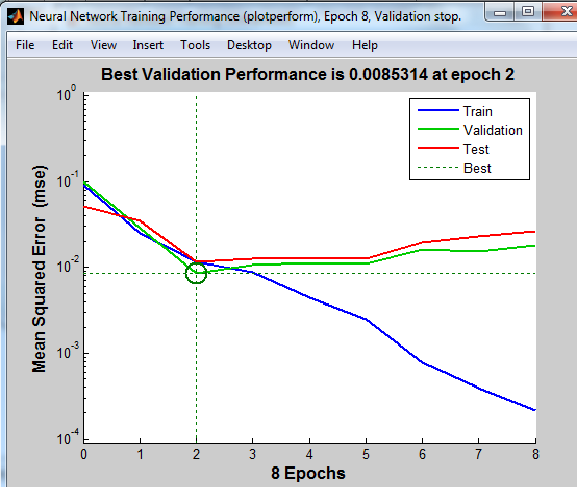 Neural Network Training Performance (plotperform), Epoch 8, Validation stop.
File Edit View Insert Tools Desktop Window Help
Best Validation Performance is 0.0085314 at epoch 2
10^0
10^-1
10^-2
10^-3
10^-4
Mean Squared Error (mse)
Train
Validation
Test
Best
0 1 2 3 4 5 6 7 8
8 Epochs